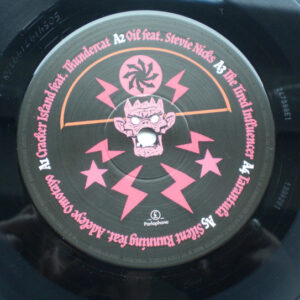 A1 Cracker Island feat. Thundercat
A2 Oil feat. Stevie Nicks
A3 The Tired Influencer
A4 Tarantula
A5 Silent Running feat. Adeleye Omotayo
Parlophone